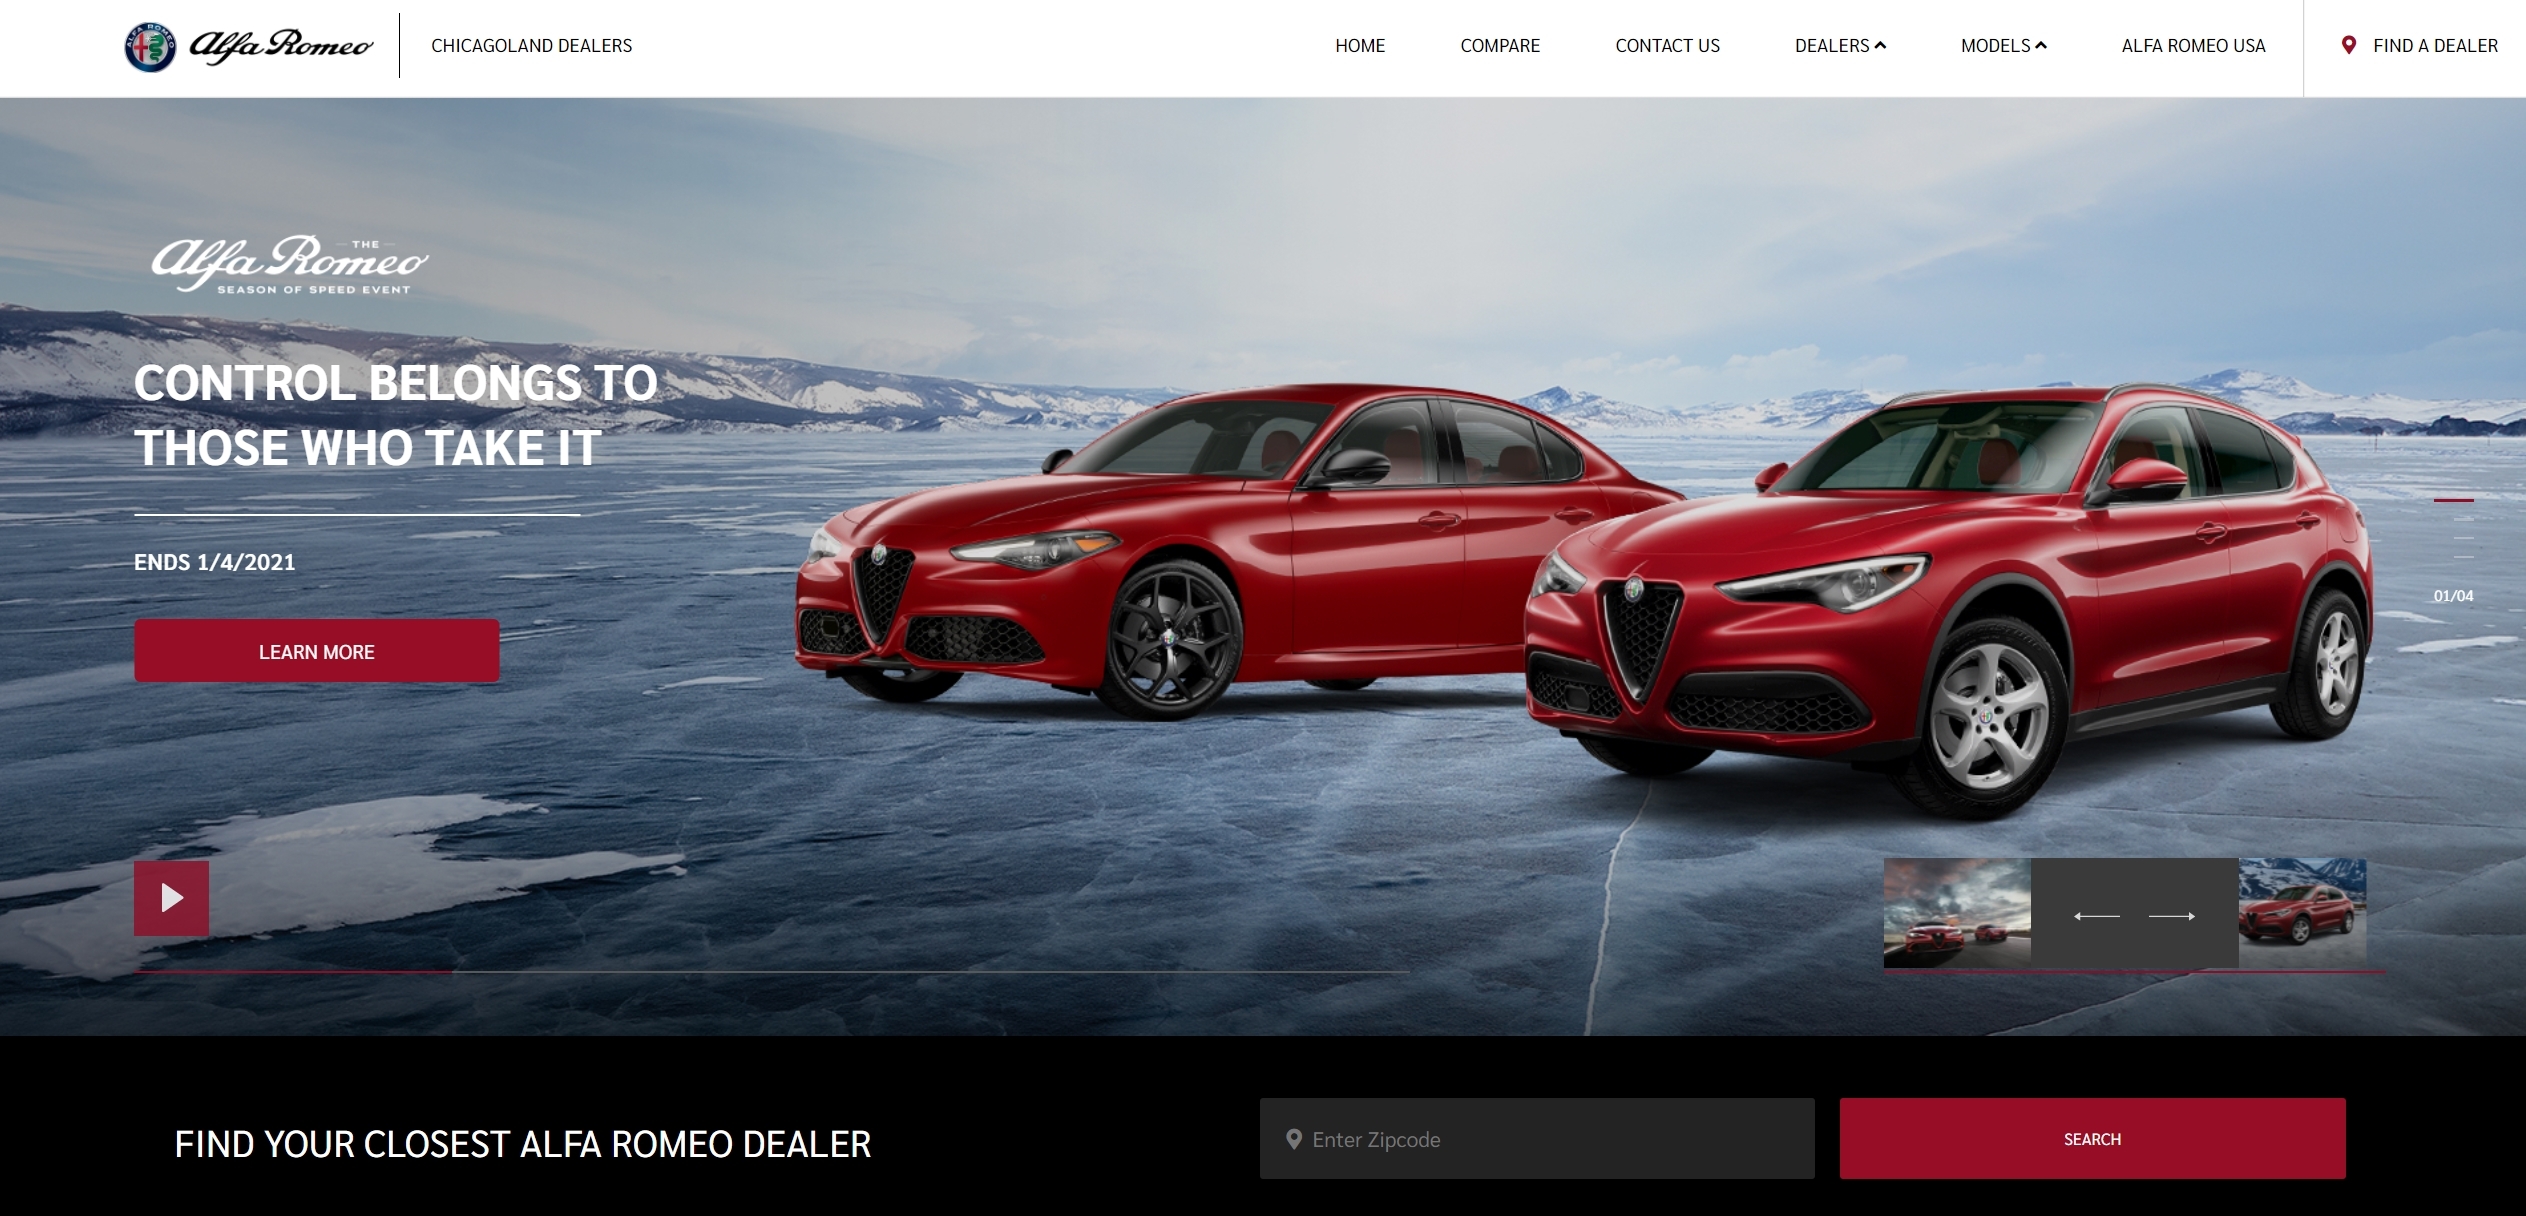 Alfa Romeo
CHICAGOLAND DEALERS
HOME
COMPARE
CONTACT US
DEALERS
MODELS
ALFA ROMEO USA
FIND A DEALER
THE
Alfa Romeo
SEASON OF SPEED EVENT
CONTROL BELONGS TO
THOSE WHO TAKE IT
ENDS 1/4/2021
LEARN MORE
01/04
FIND YOUR CLOSEST ALFA ROMEO DEALER
Enter Zipcode
SEARCH